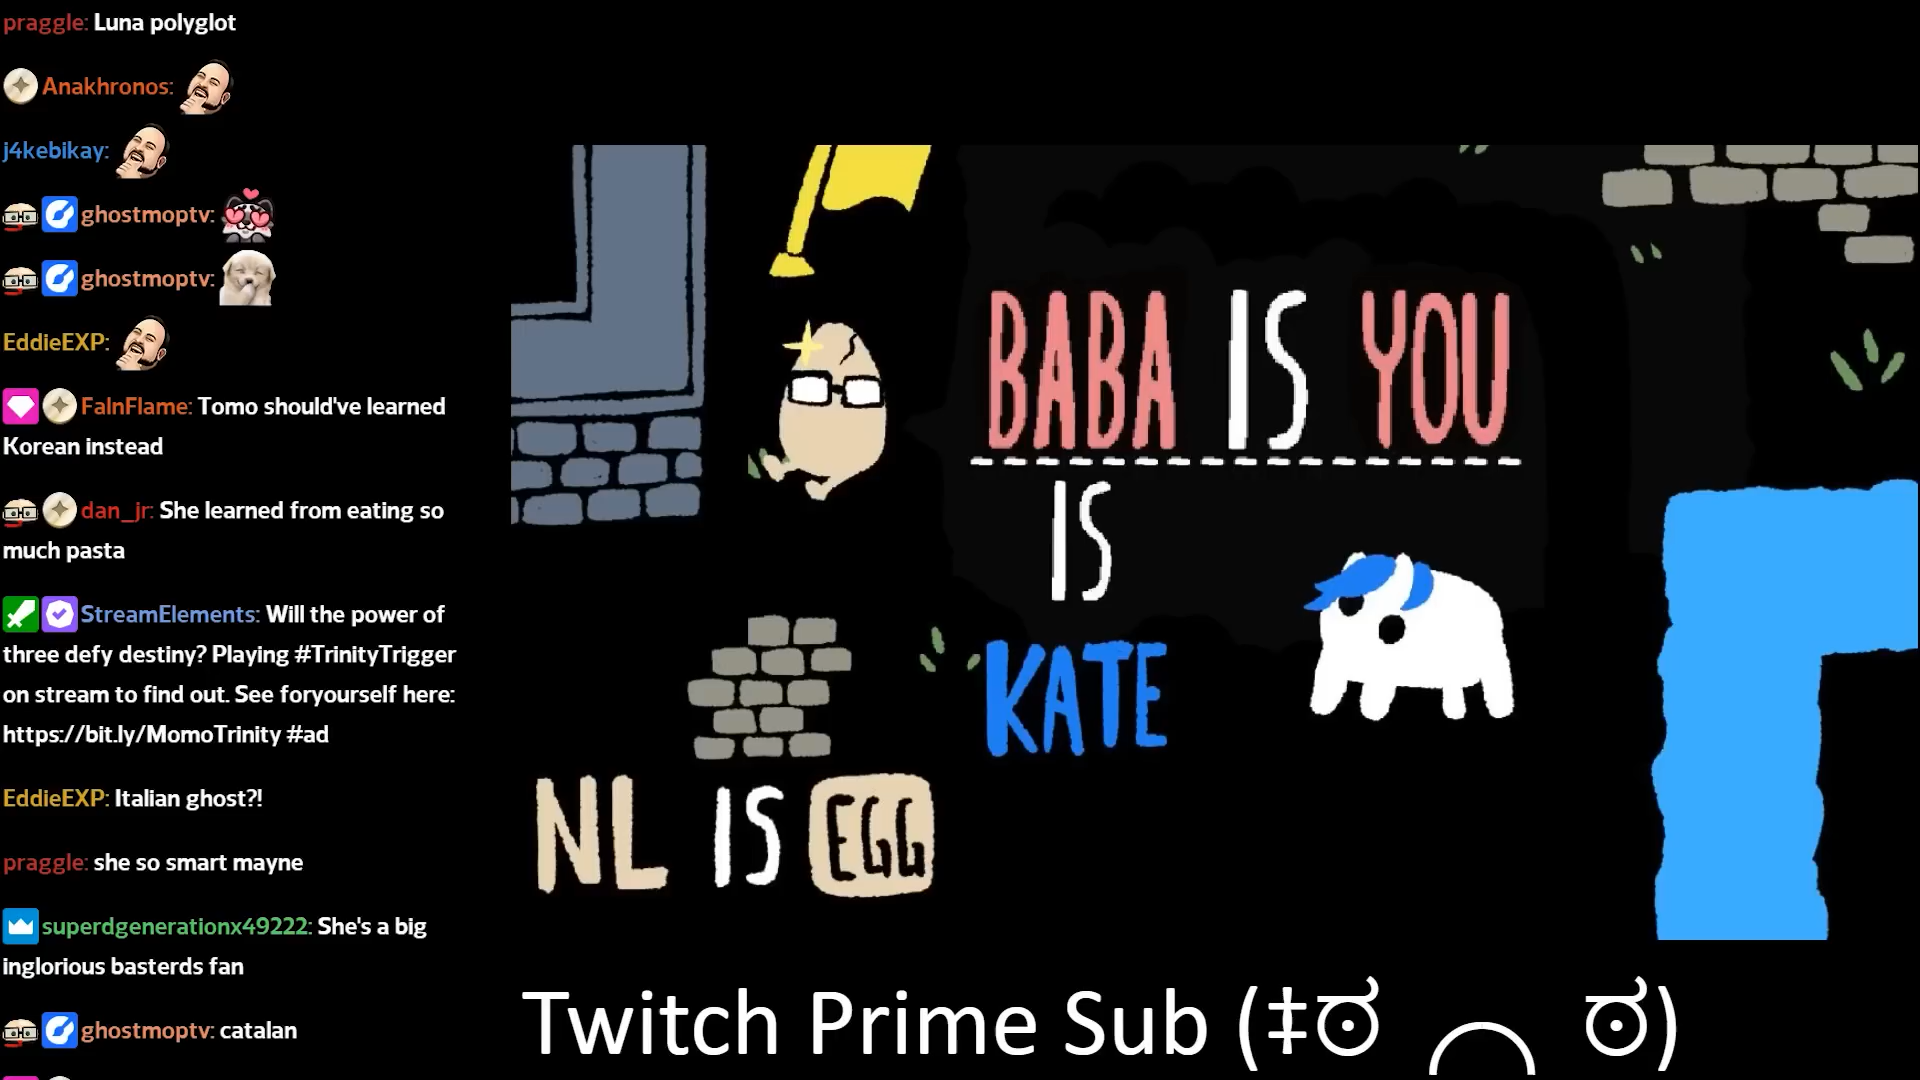 praggle: Luna polyglot
Anakhronos:
j4kebikay:
ghostmoptv:
ghostmoptv:
EddieEXP:
FalnFlame: Tomo should've learned
Korean instead
dan_jr: She learned from eating so
much pasta
StreamElements: Will the power of
three defy destiny? Playing #TrinityTrigger
on stream to find out. See foryourself here:
https://bit.ly/MomoTrinity #ad
EddieEXP: Italian ghost?!
praggle: she so smart mayne
superdgenerationx49222: She's a big
inglorious basterds fan
ghostmoptv: catalan
BABA IS YOU
IS
KATE
NL IS EGG
Twitch Prime Sub (‡ಠ ⁀ ಠ)